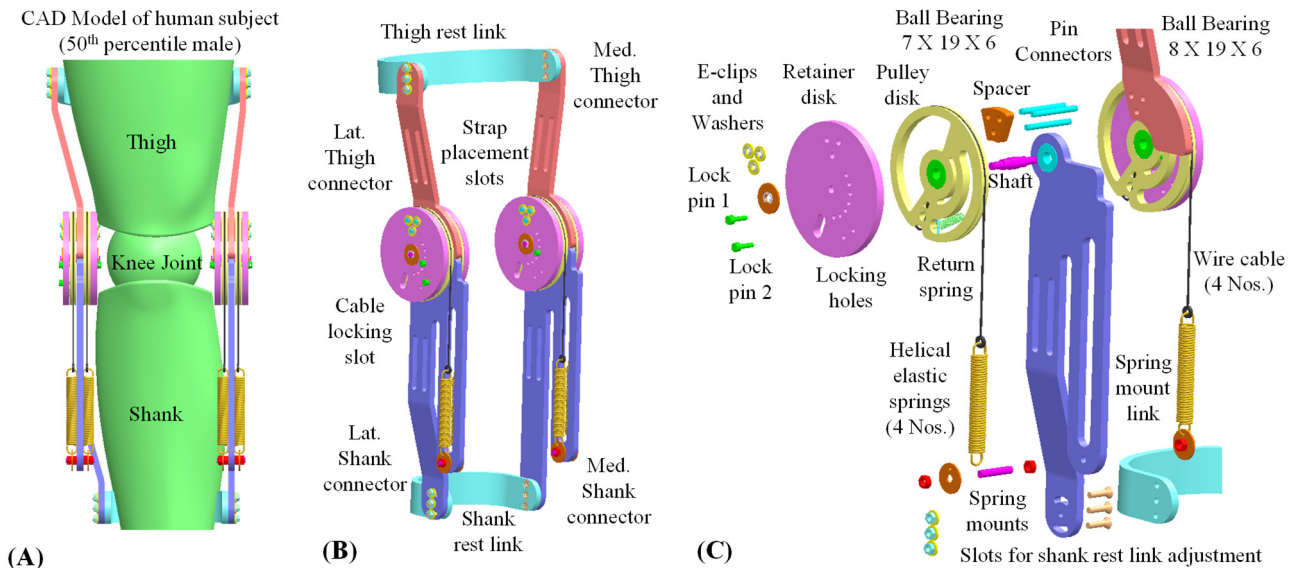 CAD Model of human subject
(50th percentile male)
Thigh
Knee Joint
Shank
(A)
Thigh rest link
Med.
Thigh
connector
Lat.
Thigh
connector
Strap
placement
slots
Cable
locking
slot
Lat.
Shank
connector
Med.
Shank
connector
Shank
rest link
(B)
Ball Bearing
7 X 19 X 6
Pin
Connectors
Ball Bearing
8 X 19 X 6
E-clips
and
Washers
Retainer
disk
Pulley
disk
Spacer
Lock
pin 1
Shaft
Lock
pin 2
Locking
holes
Return
spring
Wire cable
(4 Nos.)
Helical
elastic
springs
(4 Nos.)
Spring
mount
link
Spring
mounts
Slots for shank rest link adjustment
(C)